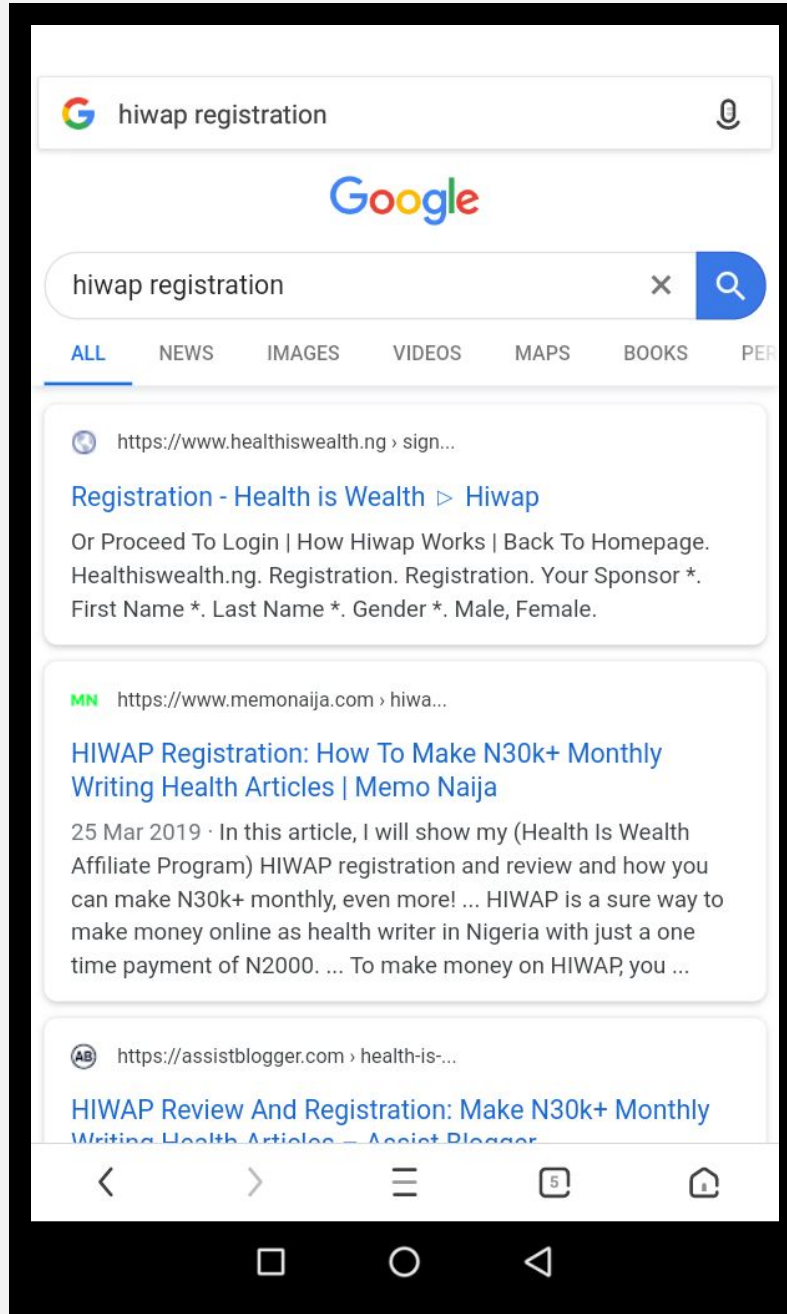 hiwap registration
Google
hiwap registration
ALL NEWS IMAGES VIDEOS MAPS BOOKS PER
https://www.healthiswealth.ng › sign...
Registration - Health is Wealth ▷ Hiwap
Or Proceed To Login | How Hiwap Works | Back To Homepage.
Healthiswealth.ng. Registration. Registration. Your Sponsor *.
First Name *. Last Name *. Gender *. Male, Female.
MN https://www.memonaija.com › hiwa...
HIWAP Registration: How To Make N30k+ Monthly
Writing Health Articles | Memo Naija
25 Mar 2019 · In this article, I will show my (Health Is Wealth
Affiliate Program) HIWAP registration and review and how you
can make N30k+ monthly, even more! ... HIWAP is a sure way to
make money online as health writer in Nigeria with just a one
time payment of N2000. ... To make money on HIWAP, you ...
AB https://assistblogger.com › health-is-...
HIWAP Review And Registration: Make N30k+ Monthly
Writing Health Articles – Assist Blogger
5